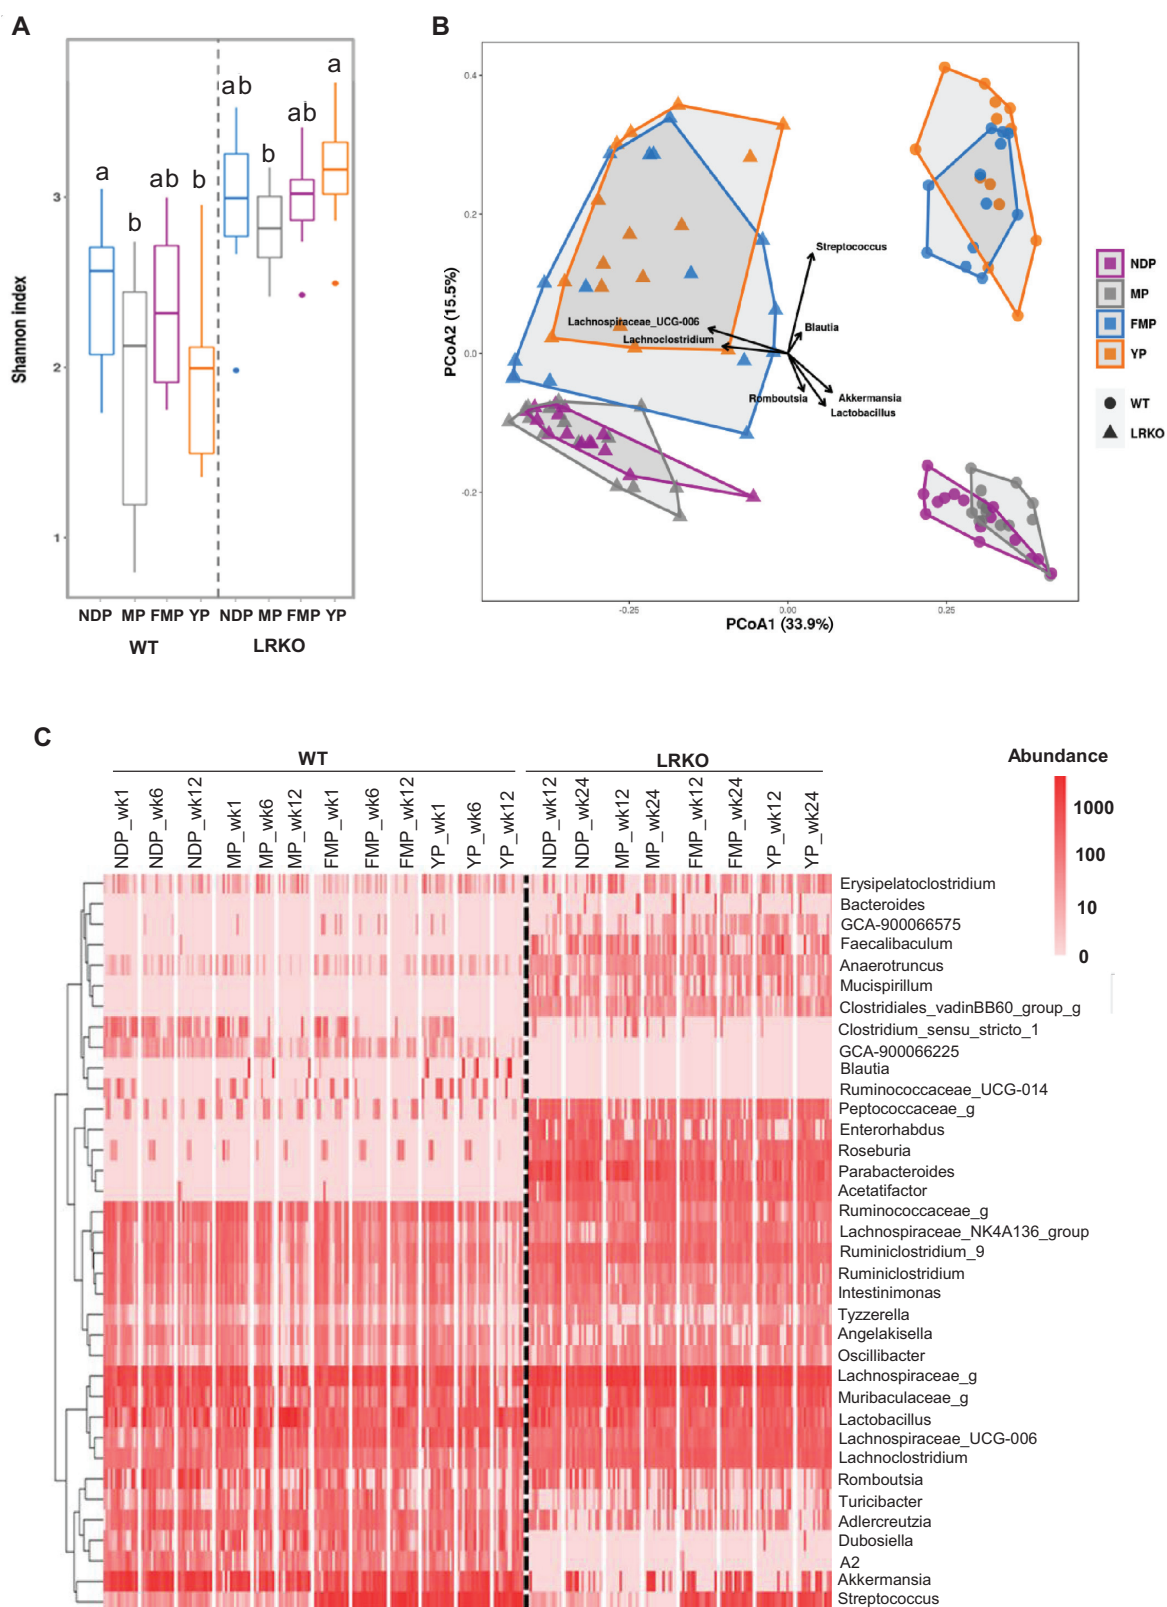 A
B
Shannon index
3
2
1
a
b
ab
b
ab
b
ab
a
NDP MP FMP YP NDP MP FMP YP
WT
LRKO
PCoA2 (15.5%)
0.4
0.2
0.0
-0.2
-0.25
0.00
0.25
PCoA1 (33.9%)
Streptococcus
Lachnospiraceae_UCG-006
Blautia
Lachnoclostridium
Romboutsia
Akkermansia
Lactobacillus
NDP
MP
FMP
YP
WT
LRKO
C
WT
LRKO
Abundance
1000
100
10
0
NDP_wk1
NDP_wk6
NDP_wk12
MP_wk1
MP_wk6
MP_wk12
FMP_wk1
FMP_wk6
FMP_wk12
YP_wk1
YP_wk6
YP_wk12
NDP_wk12
NDP_wk24
MP_wk12
MP_wk24
FMP_wk12
FMP_wk24
YP_wk12
YP_wk24
Erysipelatoclostridium
Bacteroides
GCA-900066575
Faecalibaculum
Anaerotruncus
Mucispirillum
Clostridiales_vadinBB60_group_g
Clostridium_sensu_stricto_1
GCA-900066225
Blautia
Ruminococcaceae_UCG-014
Peptococcaceae_g
Enterorhabdus
Roseburia
Parabacteroides
Acetatifactor
Ruminococcaceae_g
Lachnospiraceae_NK4A136_group
Ruminiclostridium_9
Ruminiclostridium
Intestinimonas
Tyzzerella
Angelakisella
Oscillibacter
Lachnospiraceae_g
Muribaculaceae_g
Lactobacillus
Lachnospiraceae_UCG-006
Lachnoclostridium
Romboutsia
Turicibacter
Adlercreutzia
Dubosiella
A2
Akkermansia
Streptococcus